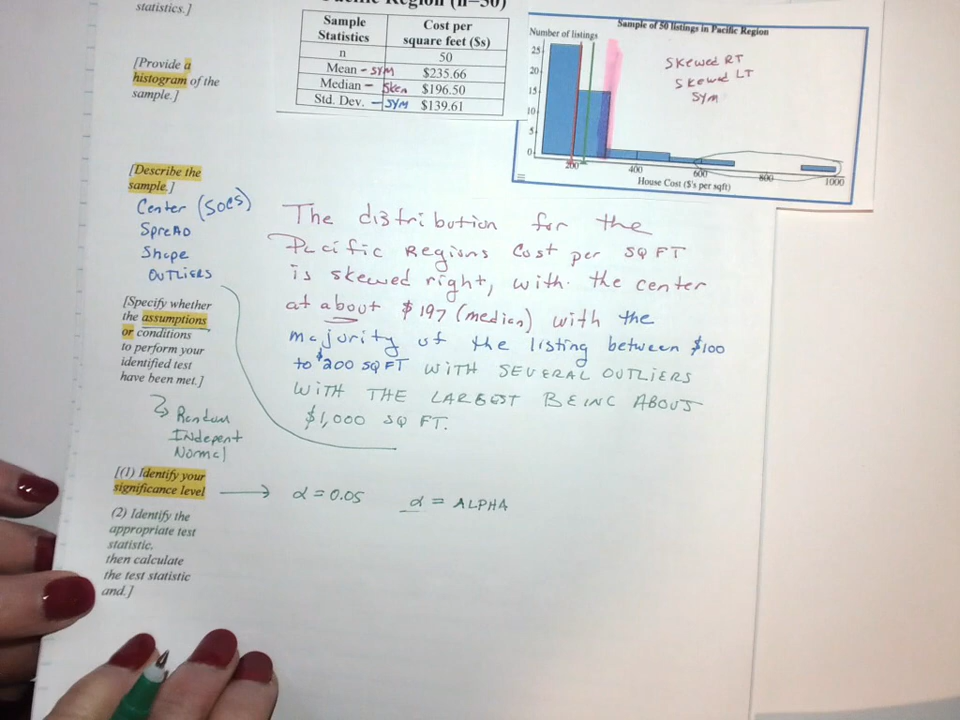 statistics.]
Pacific Region (n=50)
Sample Statistics Cost per square feet ($s)
n 50
Mean - SYM $235.66
Median - Skew $196.50
Std. Dev. - SYM $139.61
Sample of 50 listings in Pacific Region
Number of listings
25
20
15
10
5
0
200 400 600 800 1000
House Cost ($'s per sqft)
Skewed RT
Skewed LT
Sym
[Provide a
histogram of the
sample.]
[Describe the
sample.]
Center (SOCS)
SpreAD
Shape
OUTLIERS
The distribution for the
Pacific Regions Cost per SQ FT
is skewed right, with the center
at about $197 (median) with the
majority of the listing between $100
to $200 SQ FT WITH SEVERAL OUTLIERS
WITH THE LARGEST BEING ABOUT
$1,000 SQ FT.
[Specify whether
the assumptions
or conditions
to perform your
identified test
have been met.]
Random
Indepent
Normal
[(1) Identify your
significance level
α = 0.05 α = ALPHA
(2) Identify the
appropriate test
statistic,
then calculate
the test statistic
and.]